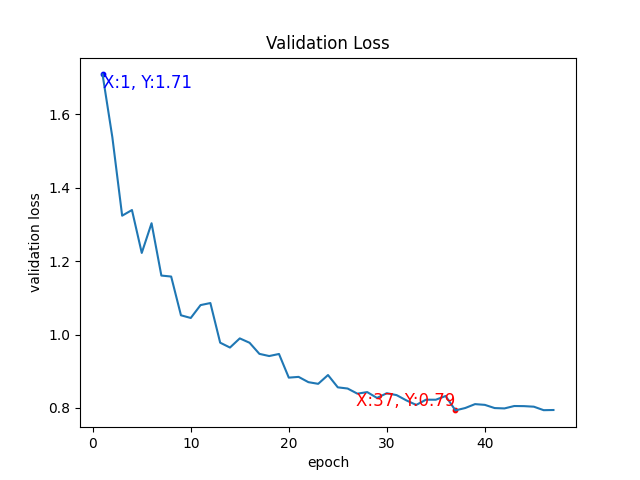 Validation Loss
X:1, Y:1.71
1.6
1.4
1.2
1.0
0.8
validation loss
X:37, Y:0.79
0 10 20 30 40
epoch